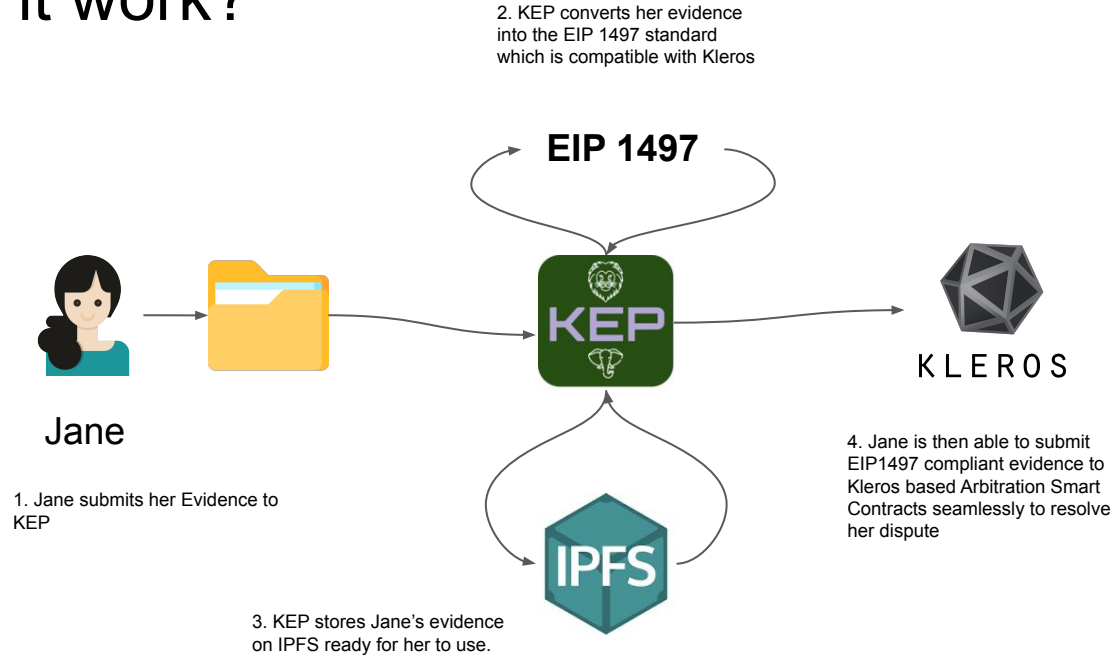 it work?
2. KEP converts her evidence
into the EIP 1497 standard
which is compatible with Kleros
EIP 1497
KEP
KLEROS
Jane
1. Jane submits her Evidence to
KEP
4. Jane is then able to submit
EIP1497 compliant evidence to
Kleros based Arbitration Smart
Contracts seamlessly to resolve
her dispute
IPFS
3. KEP stores Jane's evidence
on IPFS ready for her to use.